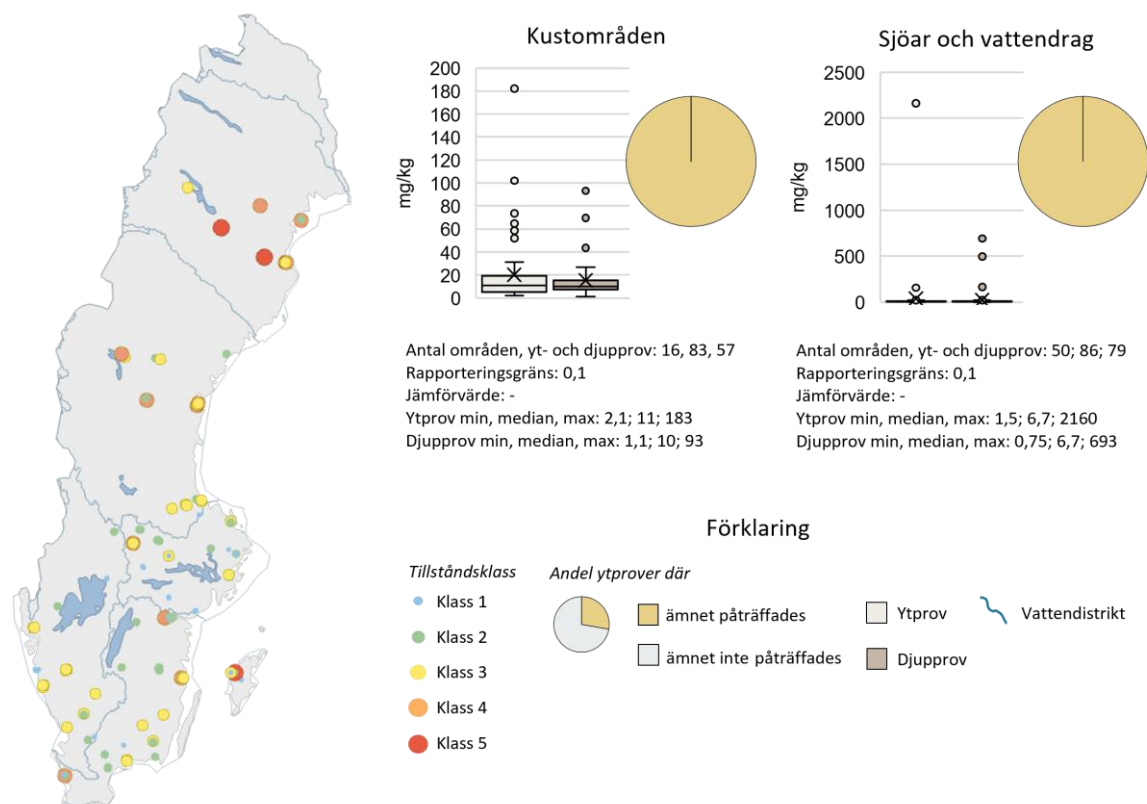 Kustområden
200
180
160
140
120
100
80
60
40
20
0
mg/kg
Antal områden, yt- och djupprov: 16, 83, 57
Rapporteringsgräns: 0,1
Jämförvärde: -
Ytprov min, median, max: 2,1; 11; 183
Djupprov min, median, max: 1,1; 10; 93
Sjöar och vattendrag
2500
2000
1500
1000
500
0
mg/kg
Antal områden, yt- och djupprov: 50; 86; 79
Rapporteringsgräns: 0,1
Jämförvärde: -
Ytprov min, median, max: 1,5; 6,7; 2160
Djupprov min, median, max: 0,75; 6,7; 693
Förklaring
Tillståndsklass
Klass 1
Klass 2
Klass 3
Klass 4
Klass 5
Andel ytprover där
ämnet påträffades
ämnet inte påträffades
Ytprov
Djupprov
Vattendistrikt